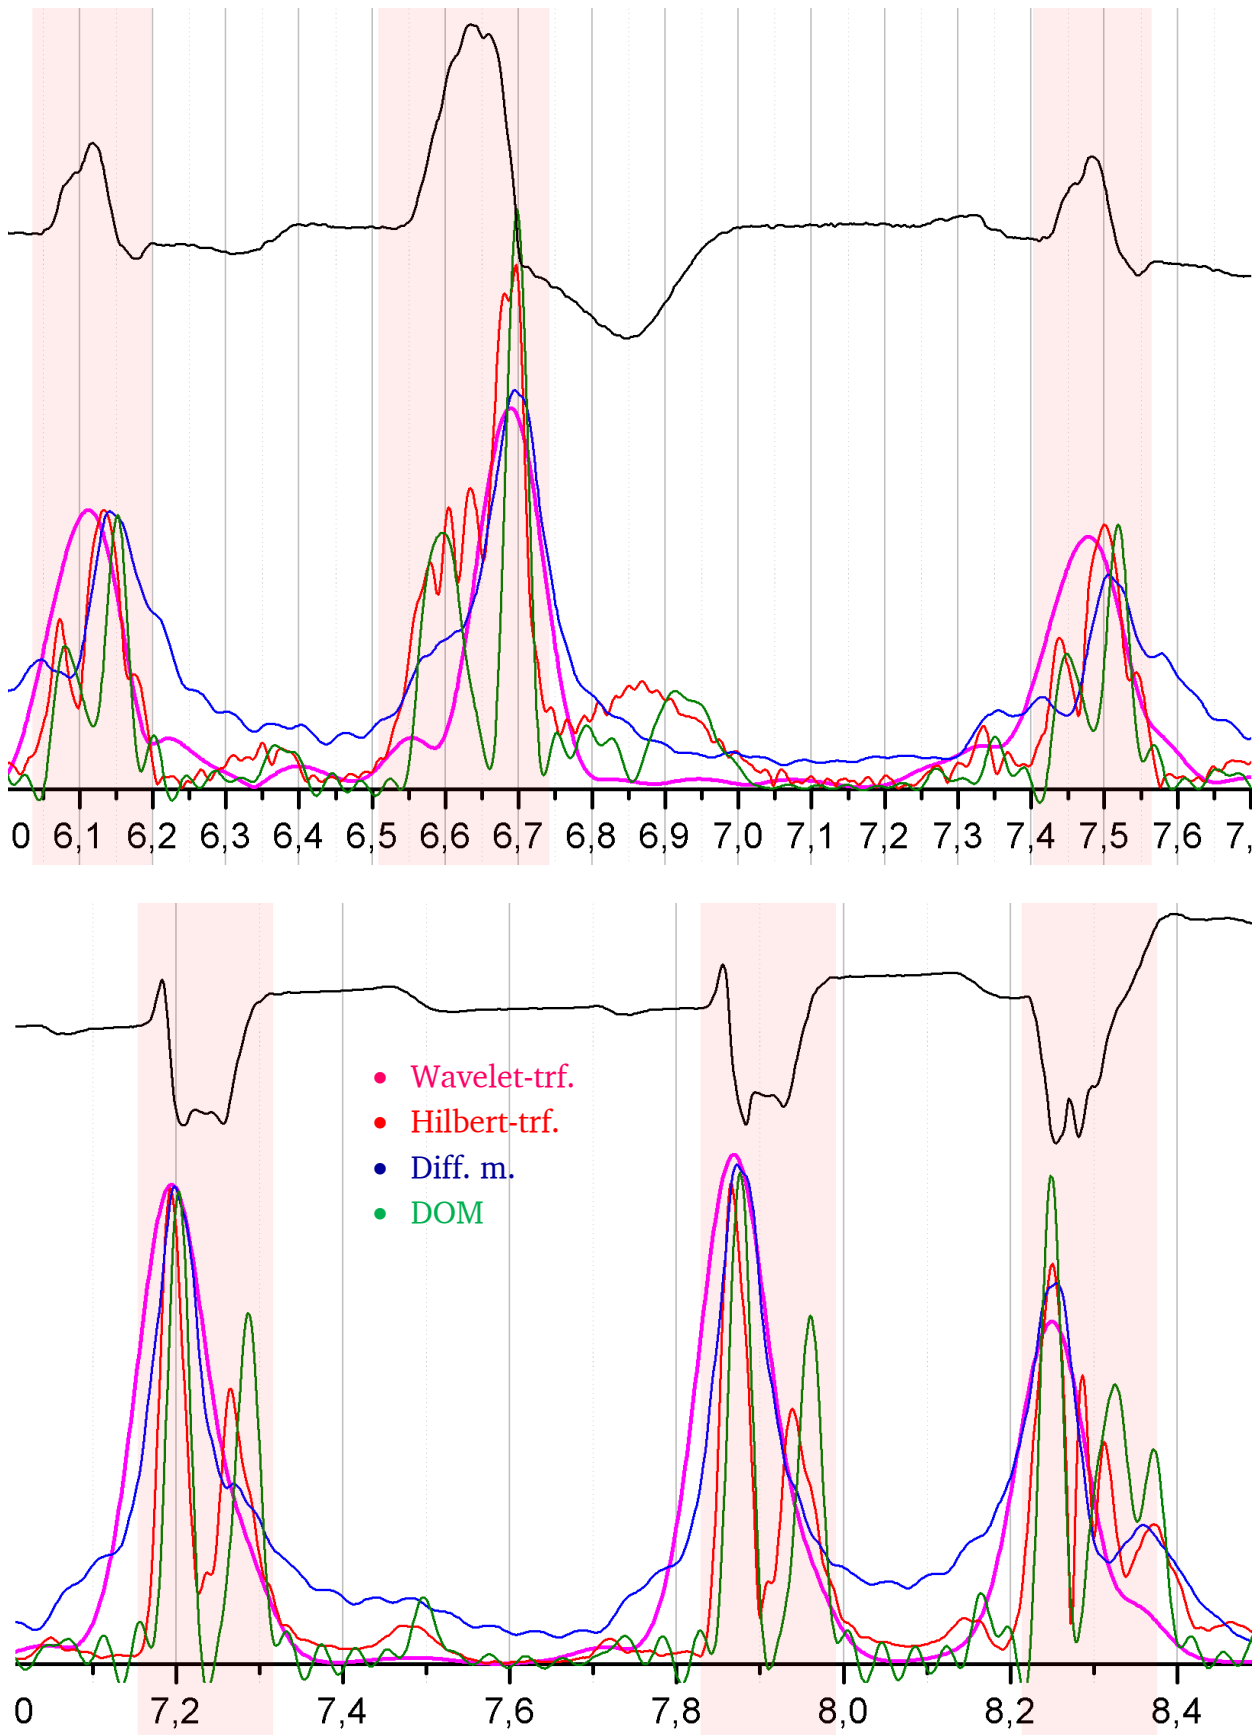 0 6,1 6,2 6,3 6,4 6,5 6,6 6,7 6,8 6,9 7,0 7,1 7,2 7,3 7,4 7,5 7,6 7,
Wavelet-trf.
Hilbert-trf.
Diff. m.
DOM
0 7,2 7,4 7,6 7,8 8,0 8,2 8,4